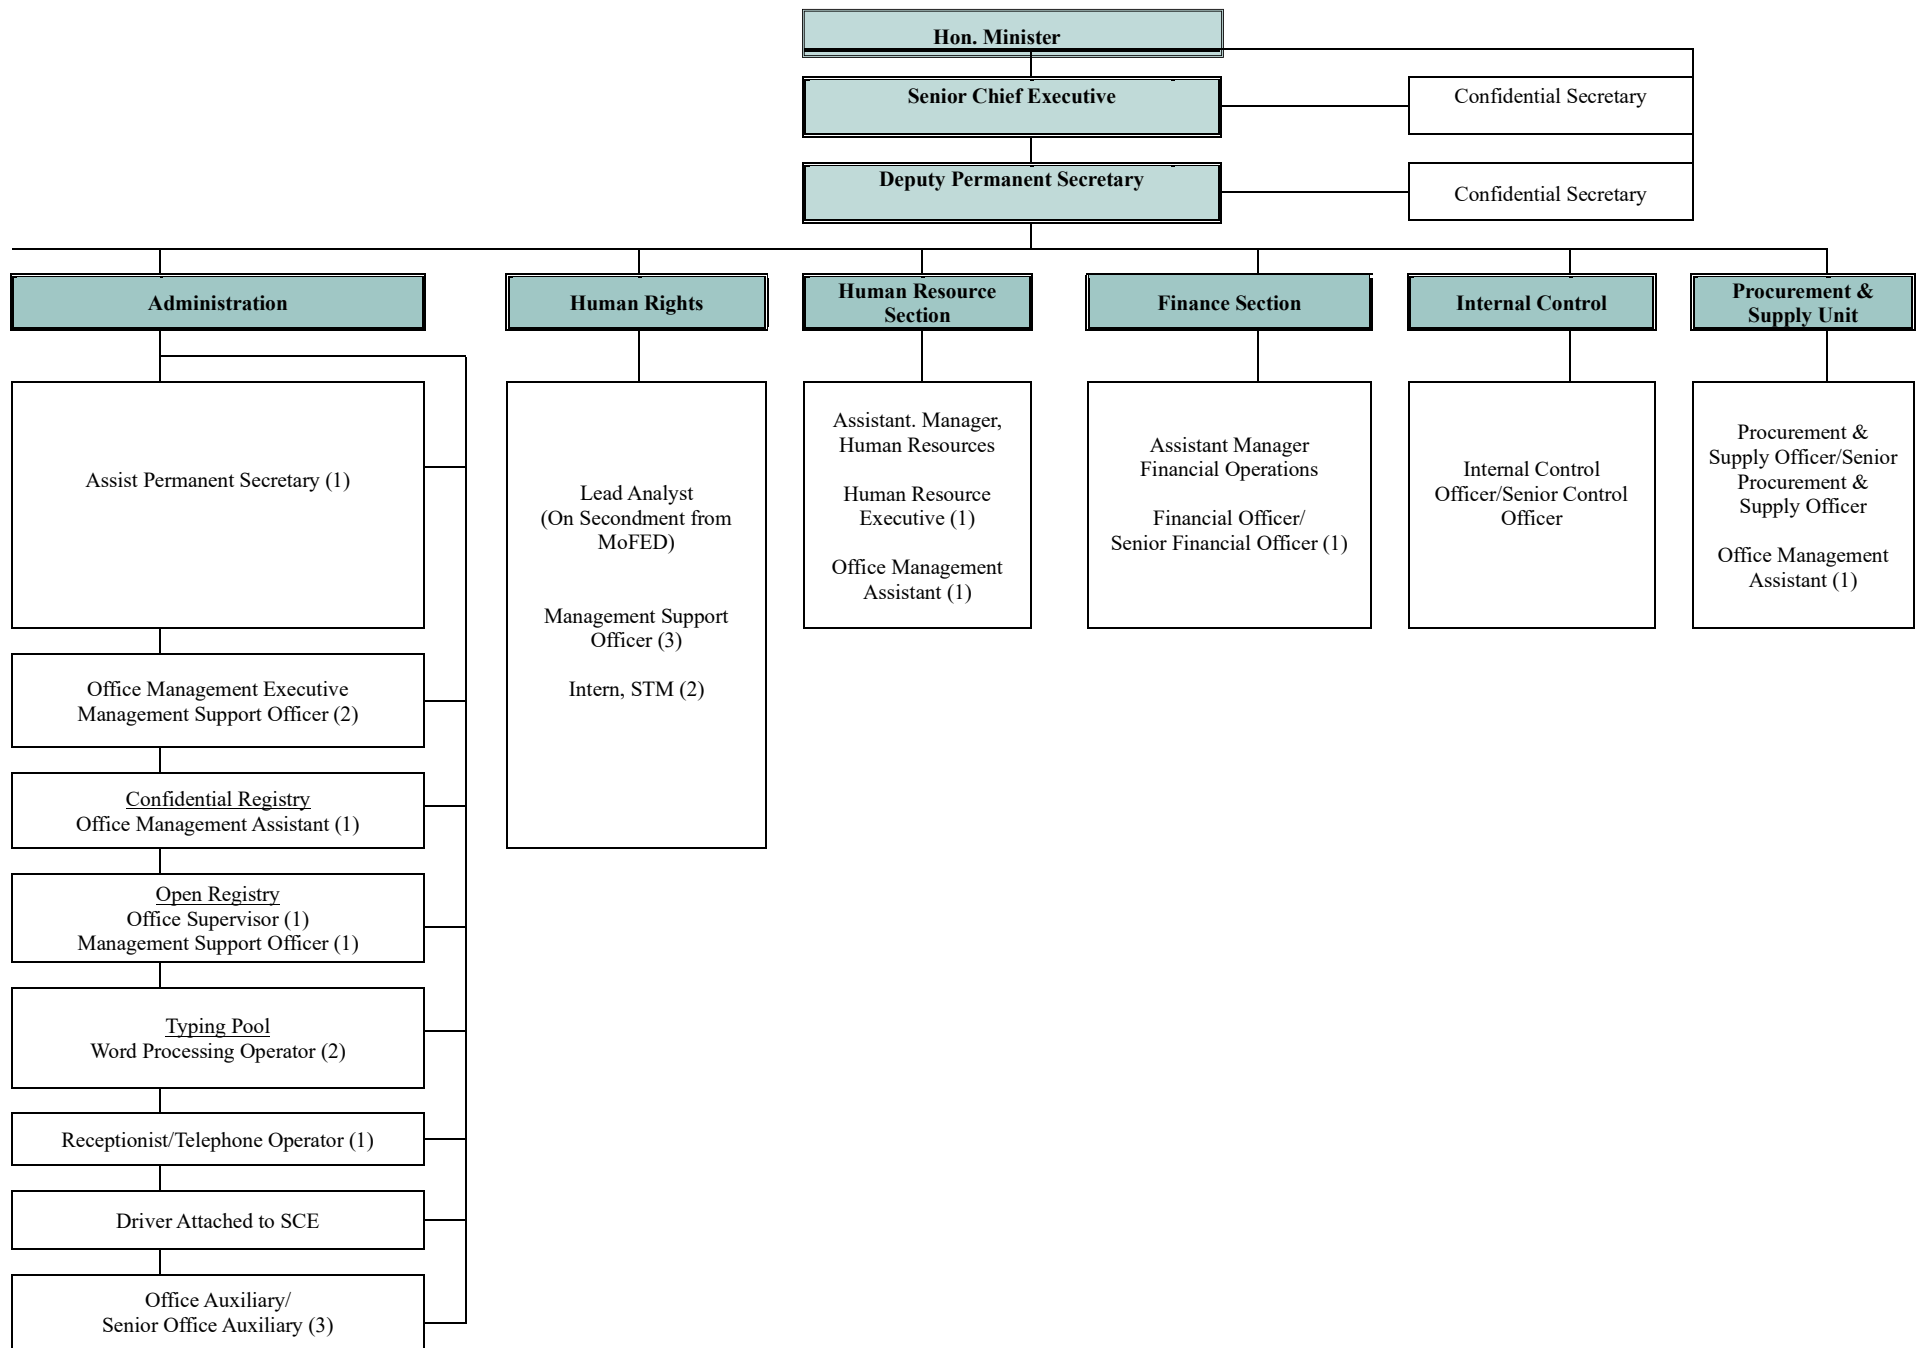 Hon. Minister
Senior Chief Executive
Confidential Secretary
Deputy Permanent Secretary
Confidential Secretary
Administration
Human Rights
Human Resource
Section
Finance Section
Internal Control
Procurement &
Supply Unit
Assist Permanent Secretary (1)
Office Management Executive
Management Support Officer (2)
Confidential Registry
Office Management Assistant (1)
Open Registry
Office Supervisor (1)
Management Support Officer (1)
Typing Pool
Word Processing Operator (2)
Receptionist/Telephone Operator (1)
Driver Attached to SCE
Office Auxiliary/
Senior Office Auxiliary (3)
Lead Analyst
(On Secondment from
MoFED)
Management Support
Officer (3)
Intern, STM (2)
Assistant. Manager,
Human Resources
Human Resource
Executive (1)
Office Management
Assistant (1)
Assistant Manager
Financial Operations
Financial Officer/
Senior Financial Officer (1)
Internal Control
Officer/Senior Control
Officer
Procurement &
Supply Officer/Senior
Procurement &
Supply Officer
Office Management
Assistant (1)